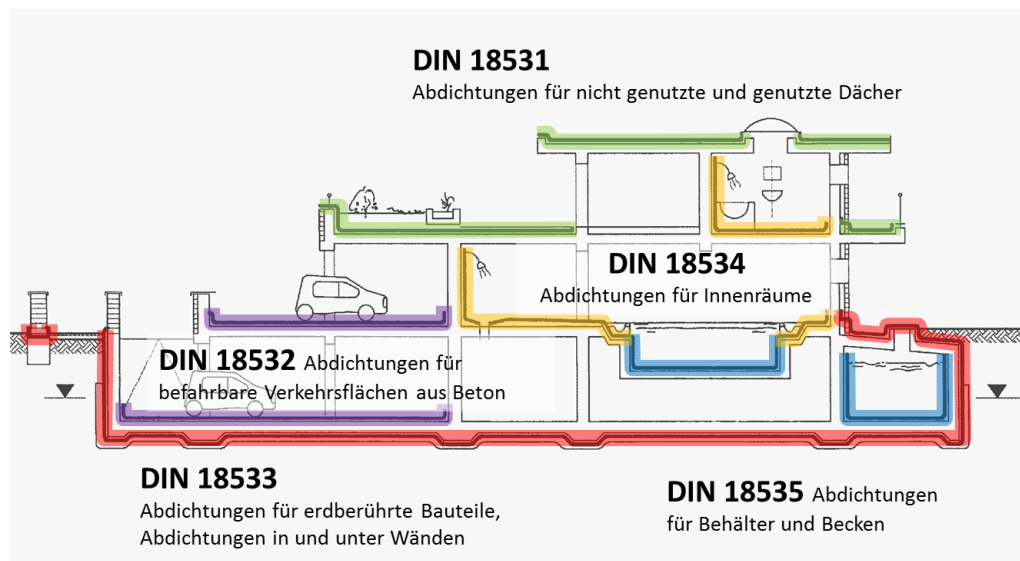 DIN 18531
Abdichtungen für nicht genutzte und genutzte Dächer
DIN 18534
Abdichtungen für Innenräume
DIN 18532 Abdichtungen für
befahrbare Verkehrsflächen aus Beton
DIN 18533
Abdichtungen für erdberührte Bauteile,
Abdichtungen in und unter Wänden
DIN 18535 Abdichtungen
für Behälter und Becken